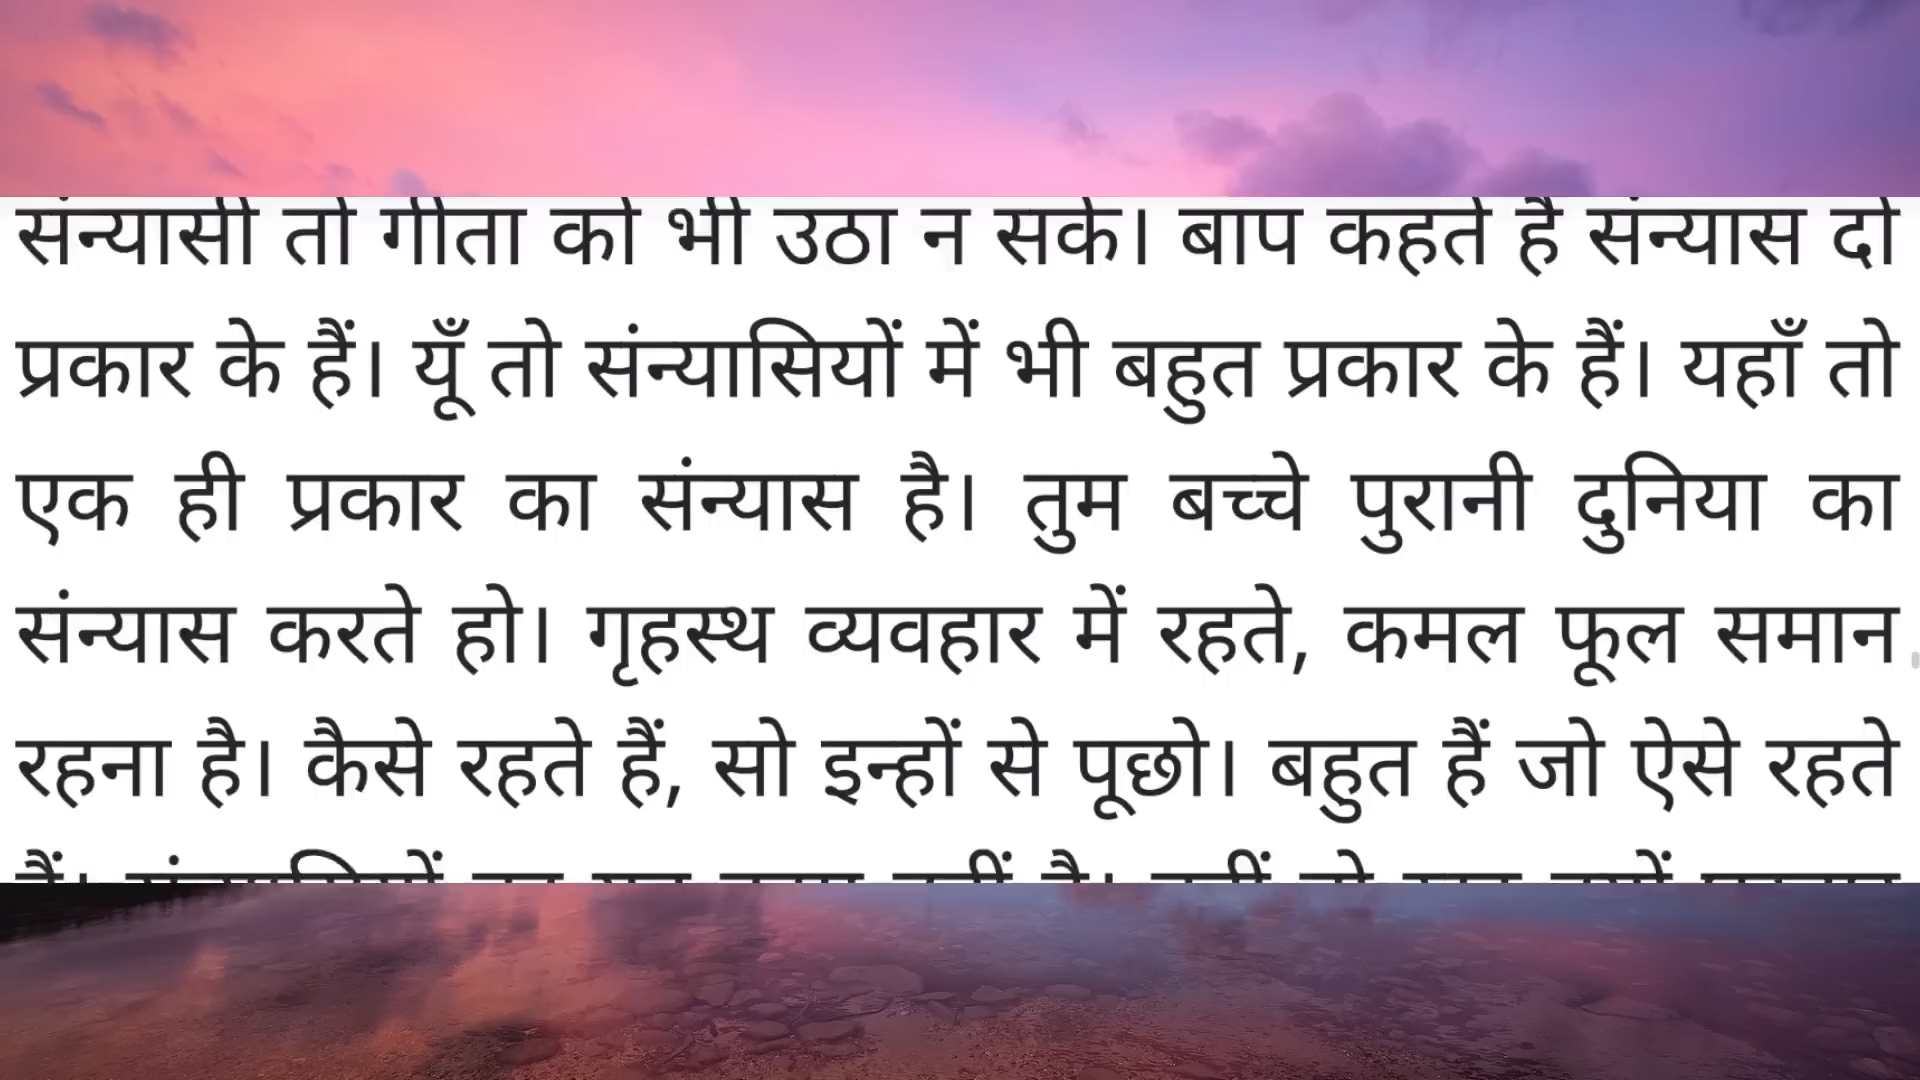 संन्यासी तो गीता को भी उठा न सके। बाप कहते हैं संन्यास दो
प्रकार के हैं। यूँ तो संन्यासियों में भी बहुत प्रकार के हैं। यहाँ तो
एक ही प्रकार का संन्यास है। तुम बच्चे पुरानी दुनिया का
संन्यास करते हो। गृहस्थ व्यवहार में रहते, कमल फूल समान
रहना है। कैसे रहते हैं, सो इन्हों से पूछो। बहुत हैं जो ऐसे रहते